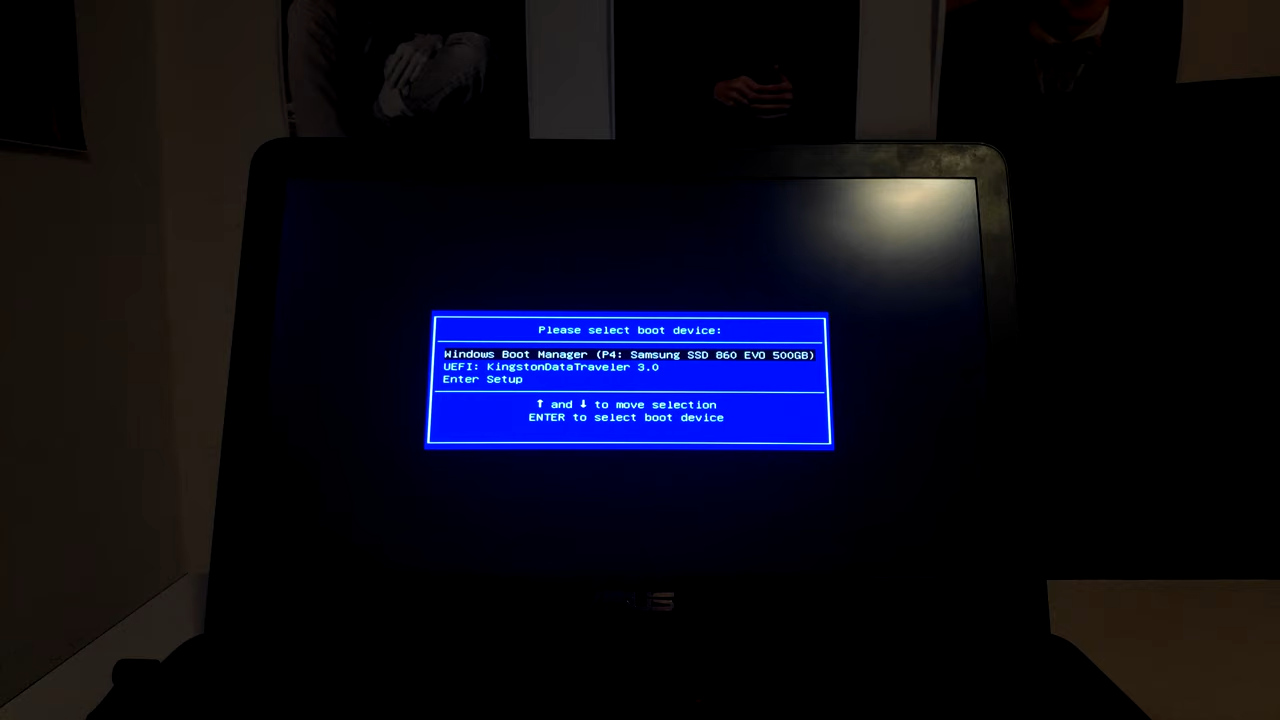 Please select boot device:
Windows Boot Manager (P4: Samsung SSD 860 EVO 500GB)
UEFI: KingstonDataTraveler 3.0
Enter Setup
↑ and ↓ to move selection
ENTER to select boot device